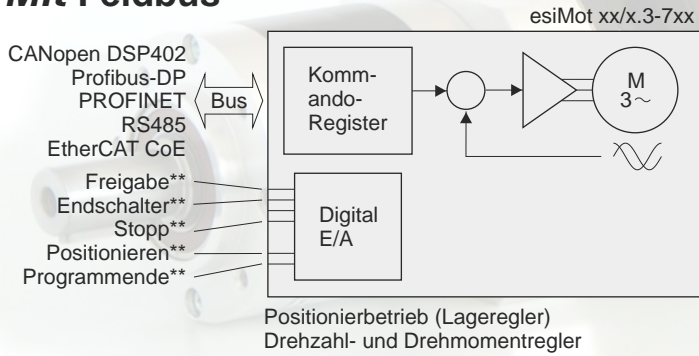 Mit Feldbus
esiMot xx/x.3-7xx
CANopen DSP402
Profibus-DP
PROFINET
RS485
EtherCAT CoE
Bus
Komm-
ando-
Register
M
3~
Freigabe**
Endschalter**
Stopp**
Positionieren**
Programmende**
Digital
E/A
Positionierbetrieb (Lageregler)
Drehzahl- und Drehmomentregler